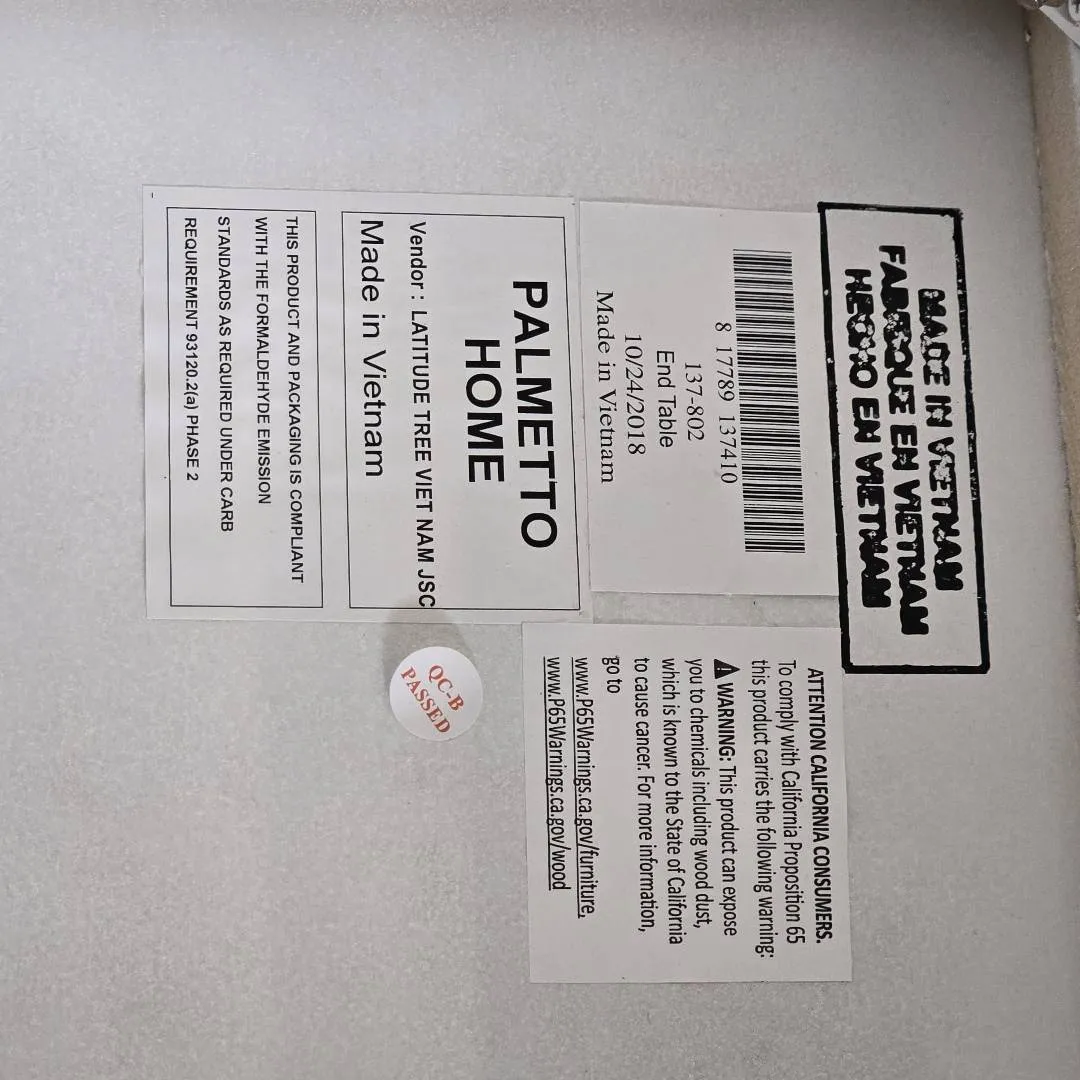 MADE IN VIETNAM
FABRIQUE EN VIETNAM
HECHO EN VIETNAM
8 17789 137410
137-802
End Table
10/24/2018
Made in Vietnam
PALMETTO
HOME
Vendor : LATITUDE TREE VIET NAM JSC
Made in Vietnam
THIS PRODUCT AND PACKAGING IS COMPLIANT
WITH THE FORMALDEHYDE EMISSION
STANDARDS AS REQUIRED UNDER CARB
REQUIREMENT 93120.2(a) PHASE 2
ATTENTION CALIFORNIA CONSUMERS.
To comply with California Proposition 65
this product carries the following warning:
⚠ WARNING: This product can expose
you to chemicals including wood dust,
which is known to the State of California
to cause cancer. For more information,
go to
www.P65Warnings.ca.gov/furniture,
www.P65Warnings.ca.gov/wood
QC-B
PASSED